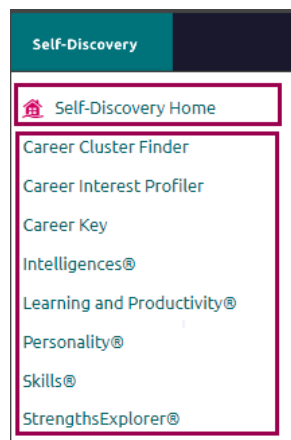 Self-Discovery
Self-Discovery Home
Career Cluster Finder
Career Interest Profiler
Career Key
Intelligences®
Learning and Productivity®
Personality®
Skills®
StrengthsExplorer®